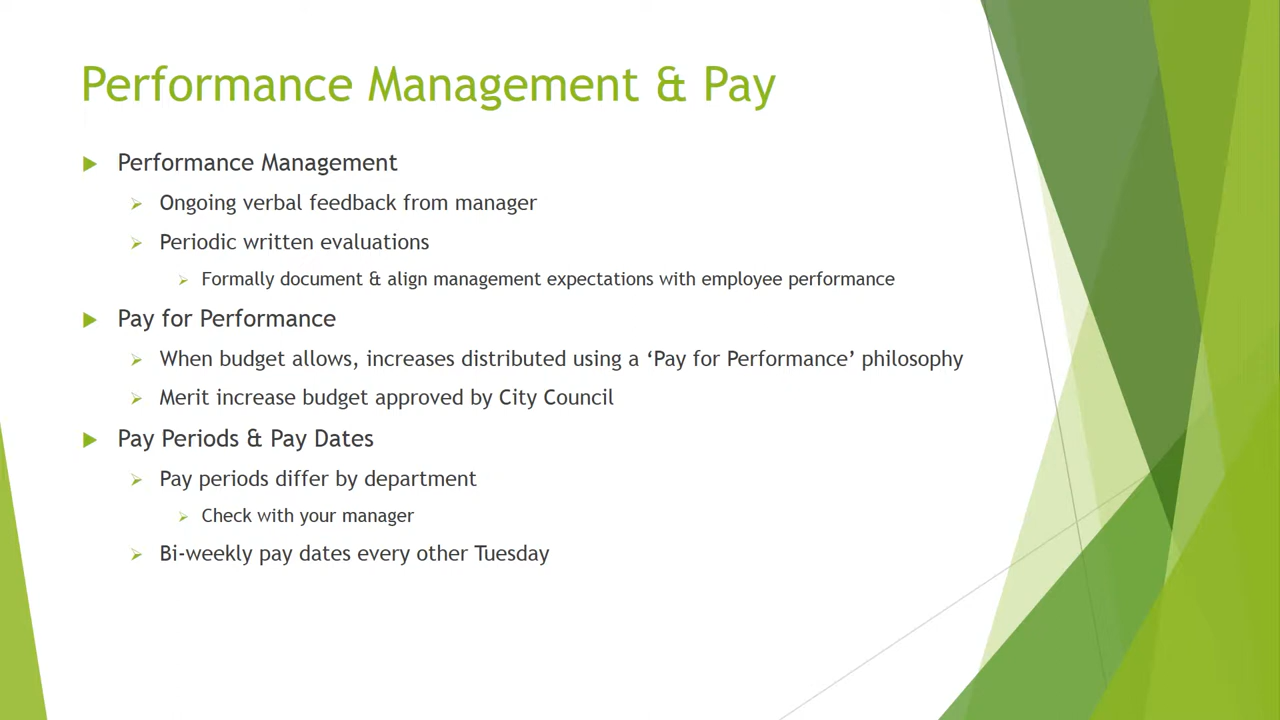 Performance Management & Pay
Performance Management
Ongoing verbal feedback from manager
Periodic written evaluations
Formally document & align management expectations with employee performance
Pay for Performance
When budget allows, increases distributed using a ‘Pay for Performance’ philosophy
Merit increase budget approved by City Council
Pay Periods & Pay Dates
Pay periods differ by department
Check with your manager
Bi-weekly pay dates every other Tuesday